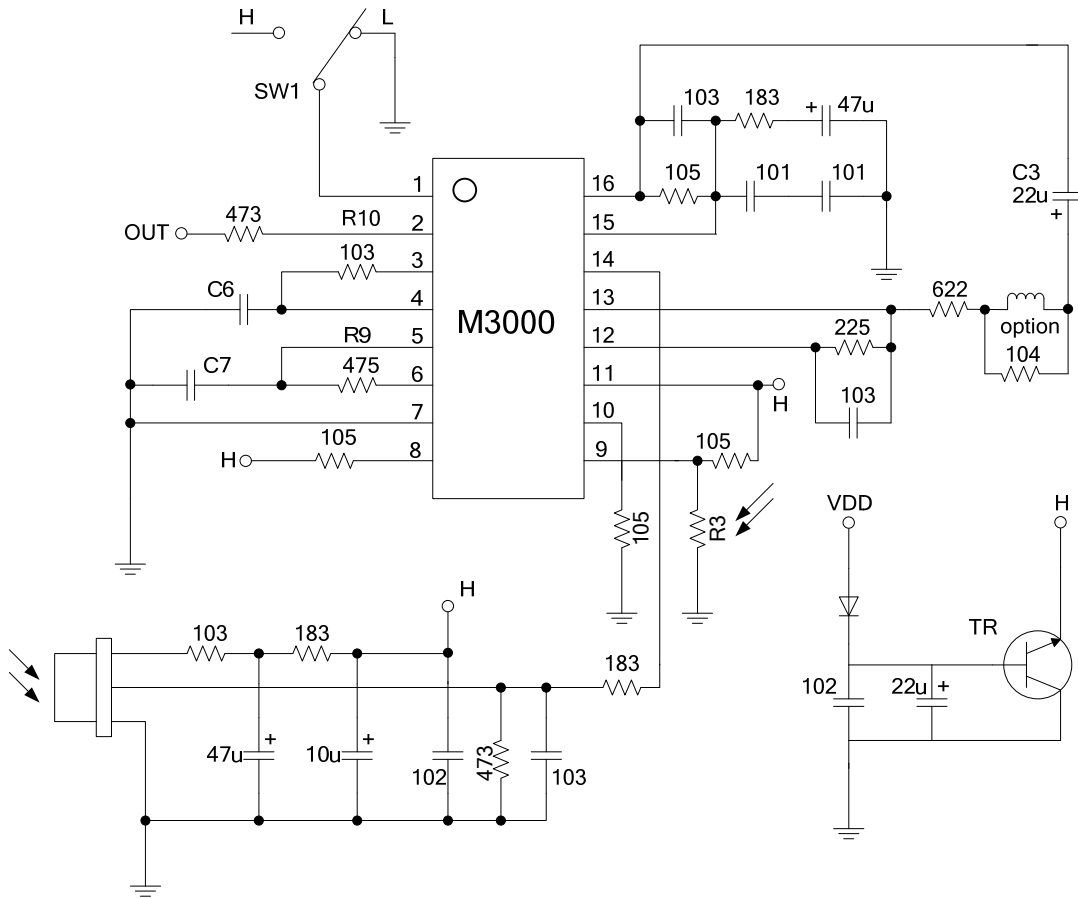 H
L
SW1
103
183
+
47u
105
101
101
C3
22u
+
1
16
473
R10
OUT
2
15
103
3
14
C6
4
13
622
M3000
option
R9
5
12
225
104
C7
475
6
11
H
103
7
10
105
H
8
9
105
105
R3
VDD
H
H
TR
103
183
183
102
22u
+
+
+
47u
10u
102
473
103